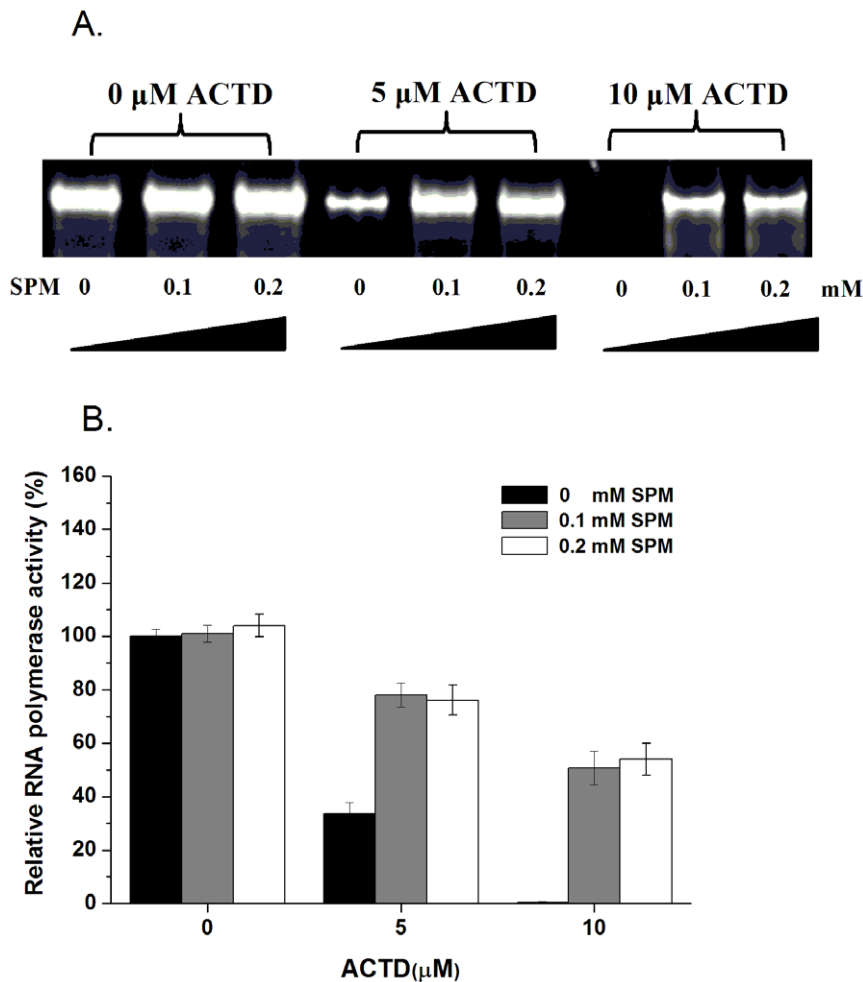 A.
0 μM ACTD 5 μM ACTD 10 μM ACTD
SPM 0 0.1 0.2 0 0.1 0.2 0 0.1 0.2 mM
B.
Relative RNA polymerase activity (%)
160
140
120
100
80
60
40
20
0
0 mM SPM
0.1 mM SPM
0.2 mM SPM
0 5 10
ACTD(μM)